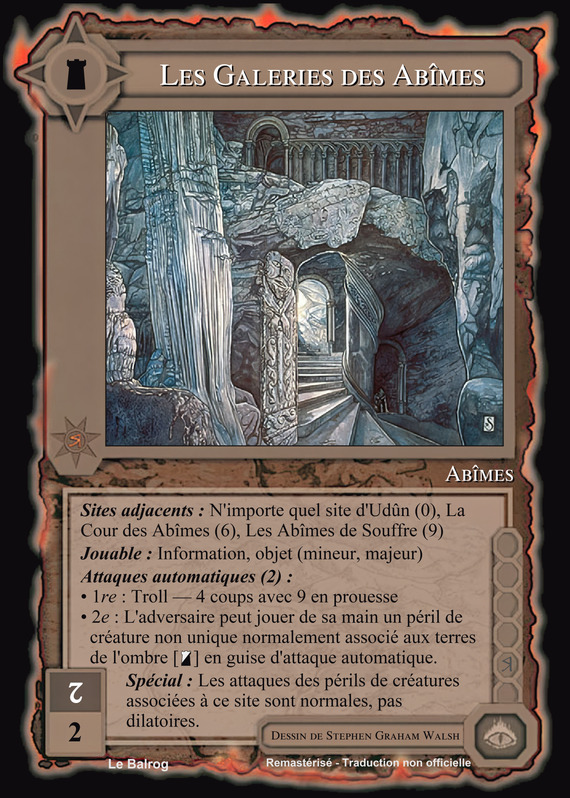 LES GALERIES DES ABÎMES
S
ABÎMES
Sites adjacents : N'importe quel site d'Udûn (0), La
Cour des Abîmes (6), Les Abîmes de Souffre (9)
Jouable : Information, objet (mineur, majeur)
Attaques automatiques (2) :
• 1re : Troll — 4 coups avec 9 en prouesse
• 2e : L'adversaire peut jouer de sa main un péril de
créature non unique normalement associé aux terres
de l'ombre [ ] en guise d'attaque automatique.
Spécial : Les attaques des périls de créatures
associées à ce site sont normales, pas
dilatoires.
2
DESSIN DE STEPHEN GRAHAM WALSH
Le Balrog
Remastérisé - Traduction non officielle